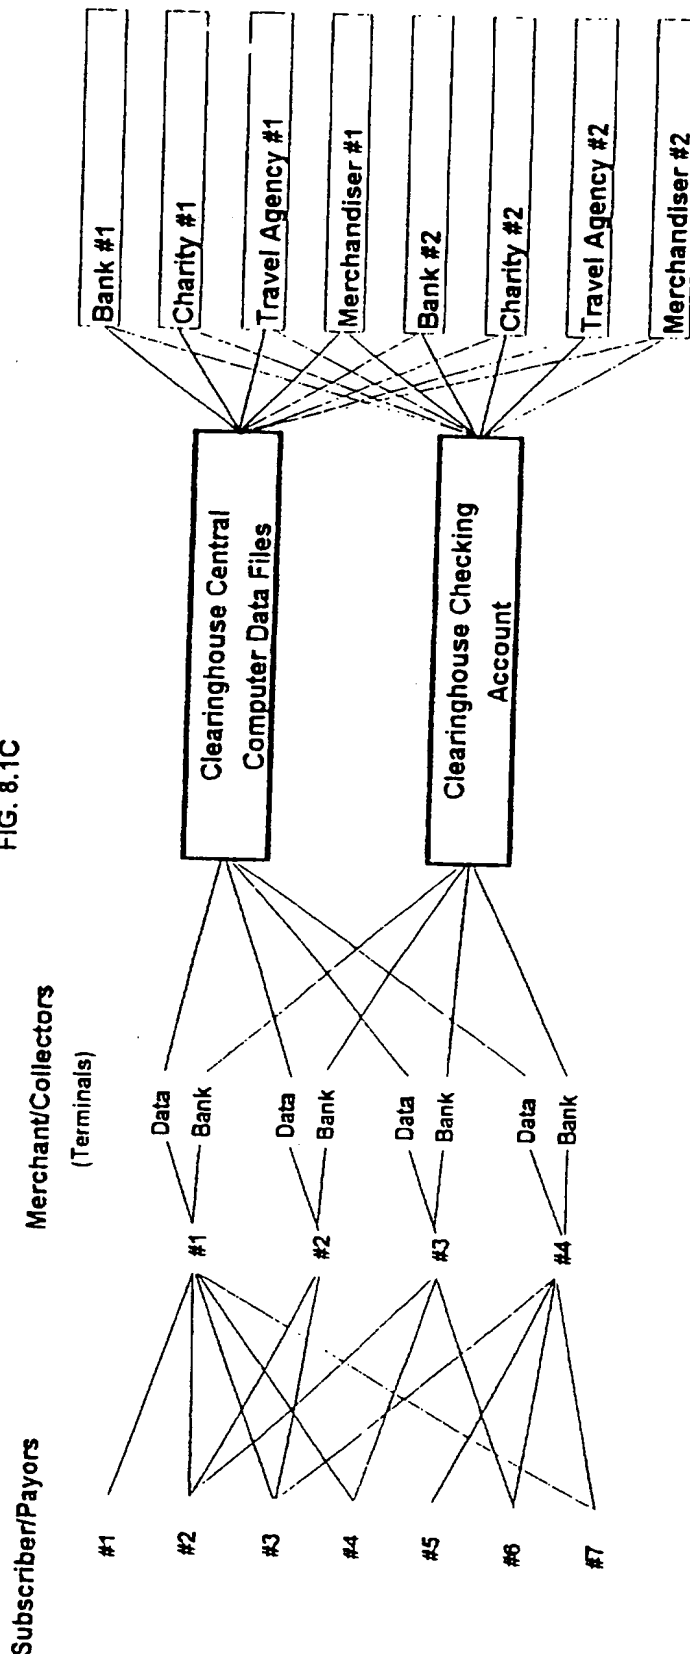 FIG. 8.1C
Subscriber/Payors
#1
#2
#3
#4
#5
#6
#7
Merchant/Collectors
(Terminals)
#1
Data
Bank
#2
Data
Bank
#3
Data
Bank
#4
Data
Bank
Clearinghouse Central
Computer Data Files
Clearinghouse Checking
Account
Bank #1
Charity #1
Travel Agency #1
Merchandiser #1
Bank #2
Charity #2
Travel Agency #2
Merchandiser #2